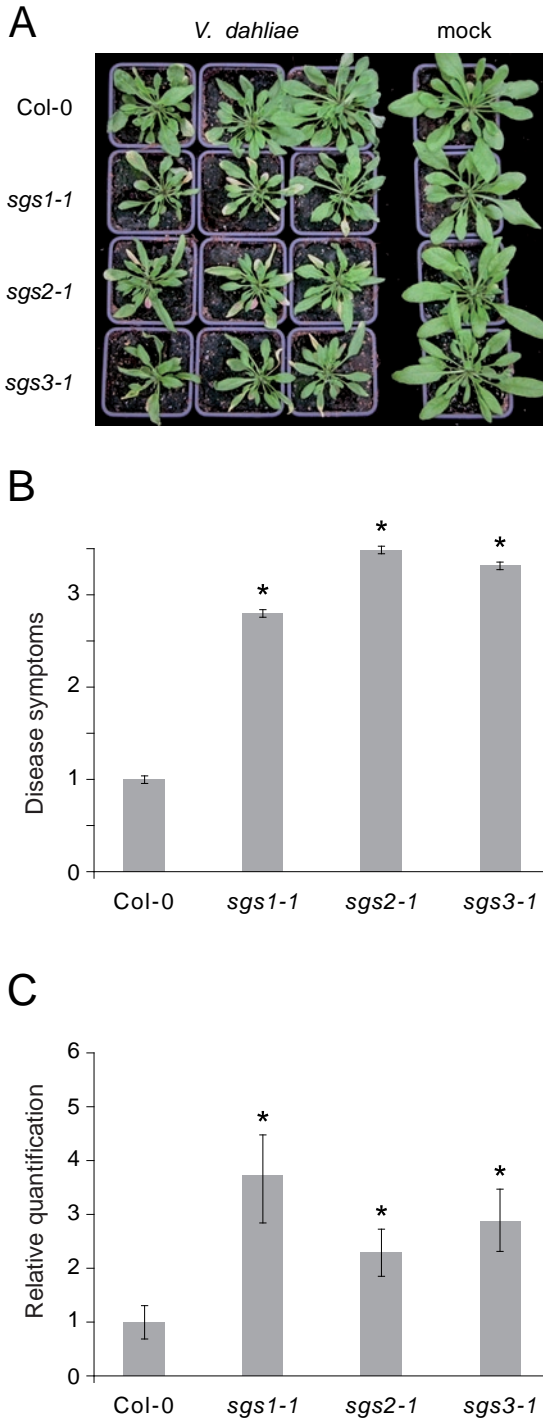 A
V. dahliae mock
Col-0
sgs1-1
sgs2-1
sgs3-1
B
Disease symptoms
3
2
1
0
* * *
Col-0 sgs1-1 sgs2-1 sgs3-1
C
Relative quantification
6
5
4
3
2
1
0
* * *
Col-0 sgs1-1 sgs2-1 sgs3-1